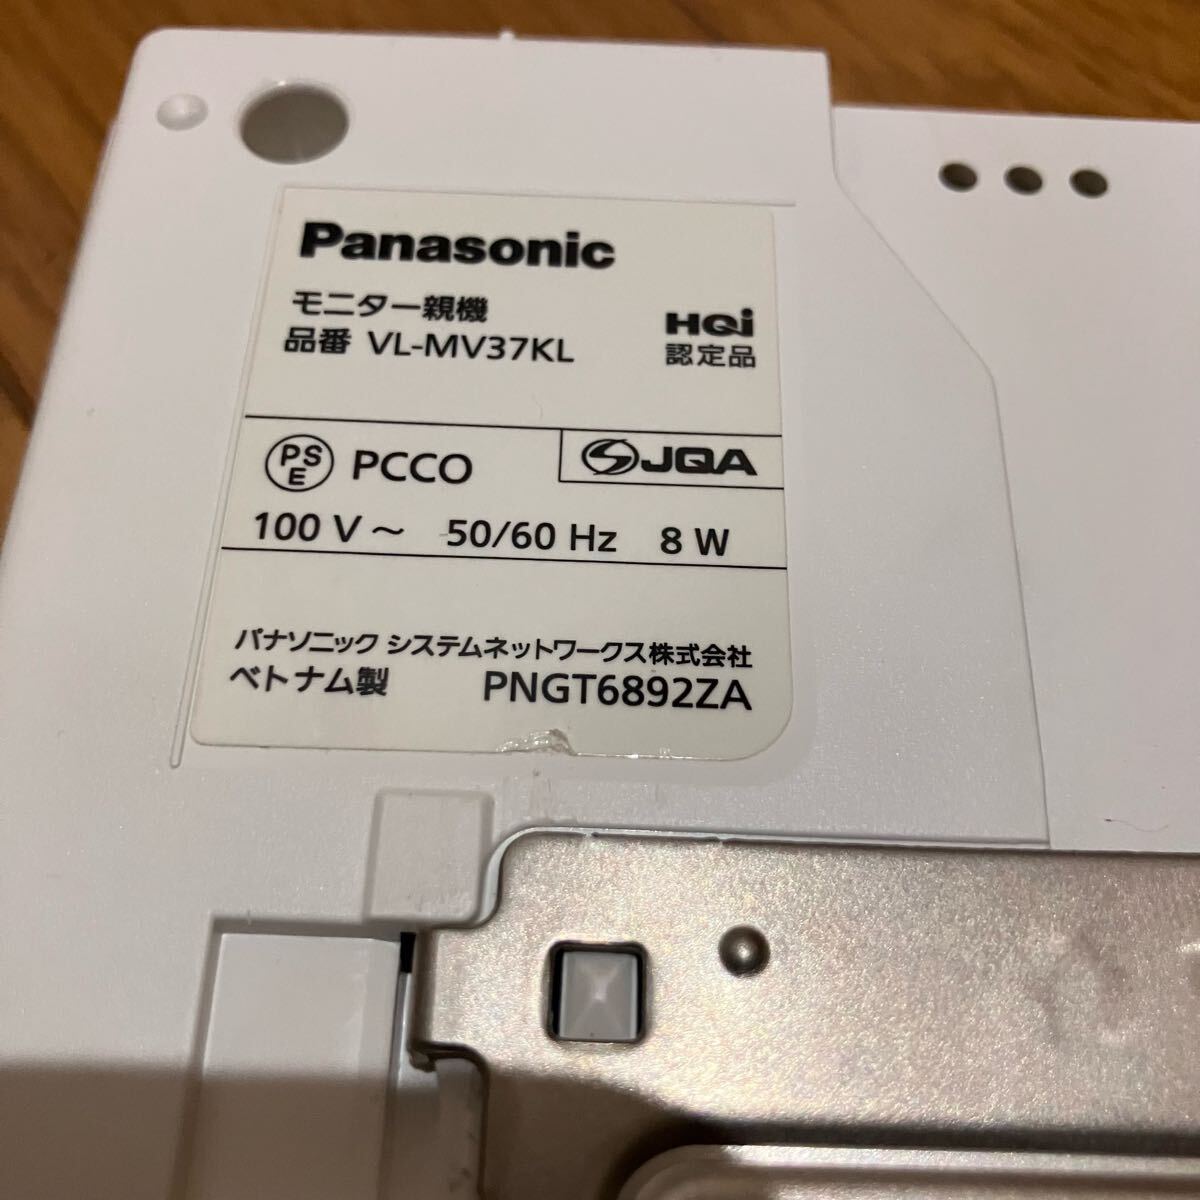 Panasonic
モニター親機
品番 VL-MV37KL
HQi
認定品
PSE PCCO
JQA
100 V～ 50/60 Hz 8 W
パナソニック システムネットワークス株式会社
ベトナム製 PNGT6892ZA